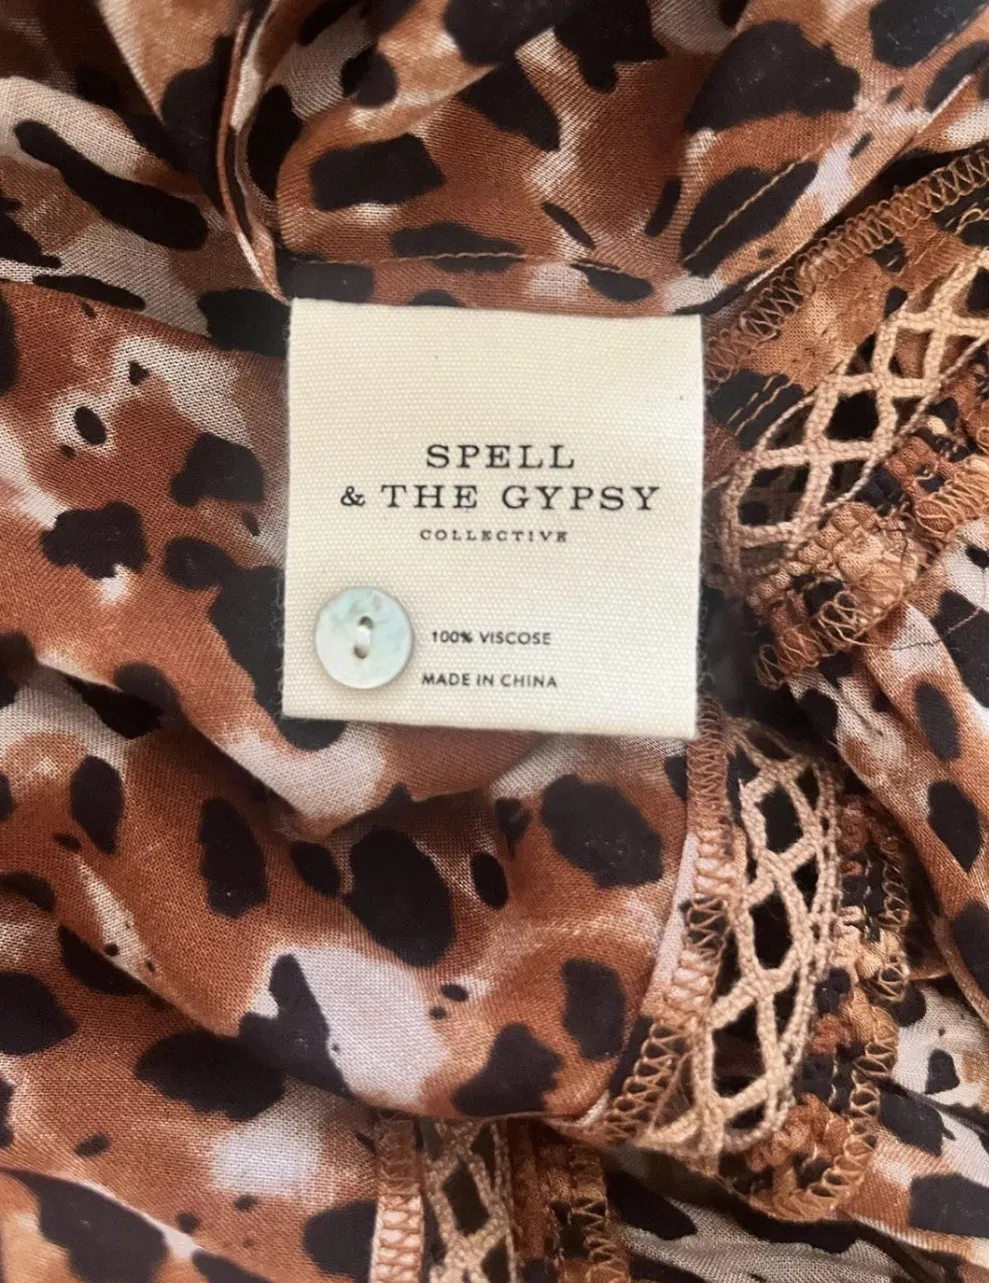 SPELL
& THE GYPSY
COLLECTIVE
100% VISCOSE
MADE IN CHINA